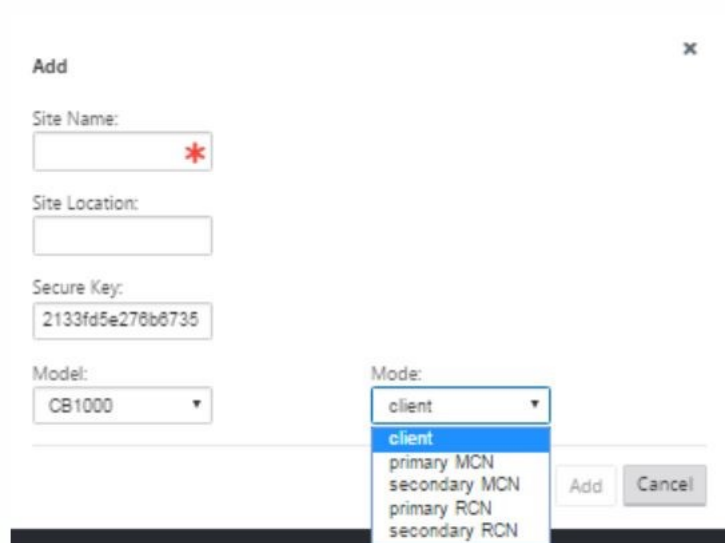 Add
Site Name:
Site Location:
Secure Key:
2133fd5e276b6735
Model:
Mode:
CB1000
client
client
primary MCN
secondary MCN
primary RCN
secondary RCN
Add
Cancel